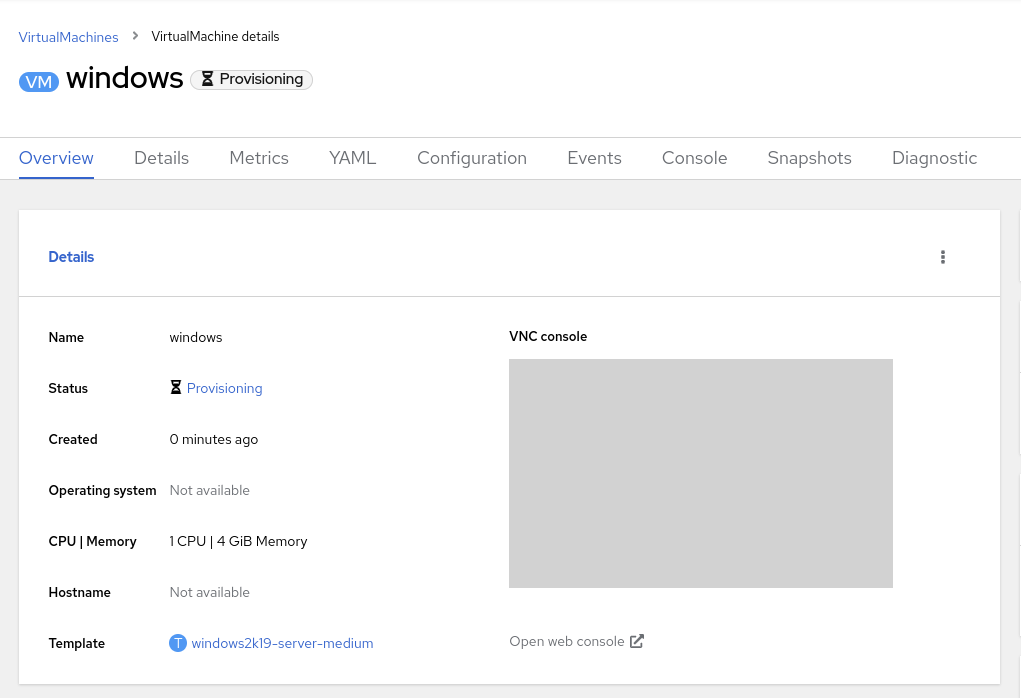 VirtualMachines > VirtualMachine details
VM windows Provisioning
Overview Details Metrics YAML Configuration Events Console Snapshots Diagnostic
Details
Name windows
VNC console
Status Provisioning
Created 0 minutes ago
Operating system Not available
CPU | Memory 1 CPU | 4 GiB Memory
Hostname Not available
Template T windows2k19-server-medium
Open web console